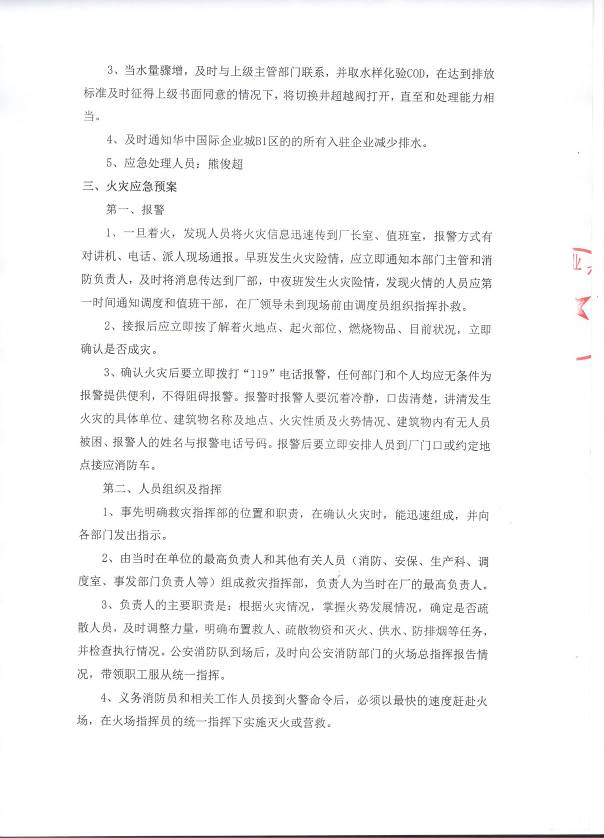 3、当水量骤增，及时与上级主管部门联系，并取水样化验COD，在达到排放
标准及时征得上级书面同意的情况下，将切换井超越阀打开，直至和处理能力相
当。
4、及时通知华中国际企业城B1区的的所有入驻企业减少排水。
5、应急处理人员：熊俊超
三、火灾应急预案
第一、报警
1、一旦着火，发现人员将火灾信息迅速传到厂长室、值班室，报警方式有
对讲机、电话、派人现场通报。早班发生火灾险情，应立即通知本部门主管和消
防负责人，及时将消息传达到厂部，中夜班发生火灾险情，发现火情的人员应第
一时间通知调度和值班干部，在厂领导未到现场前由调度员组织指挥扑救。
2、接报后应立即按了解着火地点、起火部位、燃烧物品、目前状况，立即
确认是否成灾。
3、确认火灾后要立即拨打“119”电话报警，任何部门和个人均应无条件为
报警提供便利，不得阻碍报警。报警时报警人要沉着冷静，口齿清楚，讲清发生
火灾的具体单位、建筑物名称及地点、火灾性质及火势情况、建筑物内有无人员
被困、报警人的姓名与报警电话号码。报警后要立即安排人员到厂门口或约定地
点接应消防车。
第二、人员组织及指挥
1、事先明确救灾指挥部的位置和职责，在确认火灾时，能迅速组成，并向
各部门发出指示。
2、由当时在单位的最高负责人和其他有关人员（消防、安保、生产科、调
度室、事发部门负责人等）组成救灾指挥部，负责人为当时在厂的最高负责人。
3、负责人的主要职责是：根据火灾情况，掌握火势发展情况，确定是否疏
散人员，及时调整力量，明确布置救人、疏散物资和灭火、供水、防排烟等任务，
并检查执行情况。公安消防队到场后，及时向公安消防部门的火场总指挥报告情
况，带领职工服从统一指挥。
4、义务消防员和相关工作人员接到火警命令后，必须以最快的速度赶赴火
场，在火场指挥员的统一指挥下实施灭火或营救。